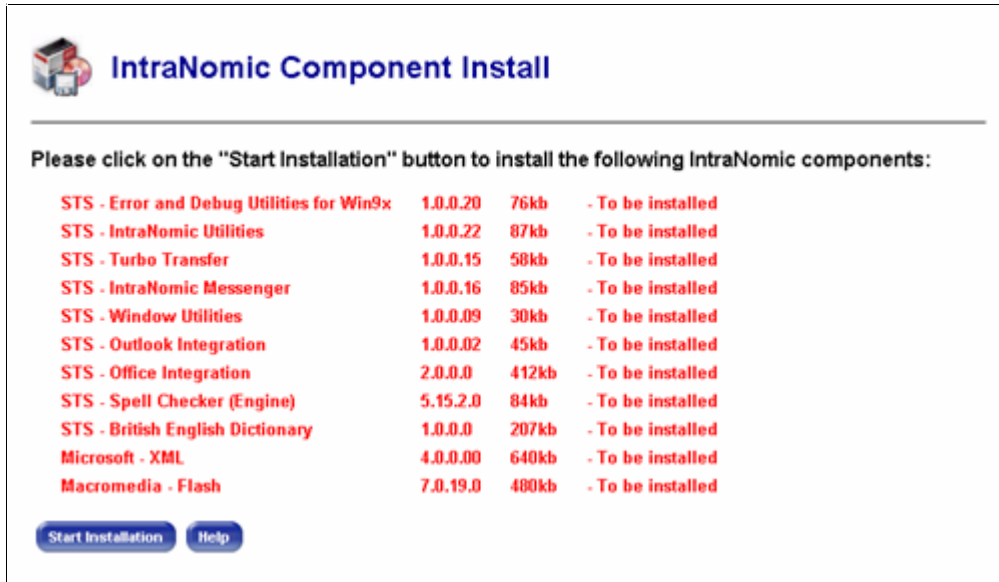 IntraNomic Component Install
Please click on the "Start Installation" button to install the following IntraNomic components:
STS - Error and Debug Utilities for Win9x 1.0.0.20 76kb - To be installed
STS - IntraNomic Utilities 1.0.0.22 87kb - To be installed
STS - Turbo Transfer 1.0.0.15 58kb - To be installed
STS - IntraNomic Messenger 1.0.0.16 85kb - To be installed
STS - Window Utilities 1.0.0.09 30kb - To be installed
STS - Outlook Integration 1.0.0.02 45kb - To be installed
STS - Office Integration 2.0.0.0 412kb - To be installed
STS - Spell Checker (Engine) 5.15.2.0 84kb - To be installed
STS - British English Dictionary 1.0.0.0 207kb - To be installed
Microsoft - XML 4.0.0.00 640kb - To be installed
Macromedia - Flash 7.0.19.0 480kb - To be installed
Start Installation Help